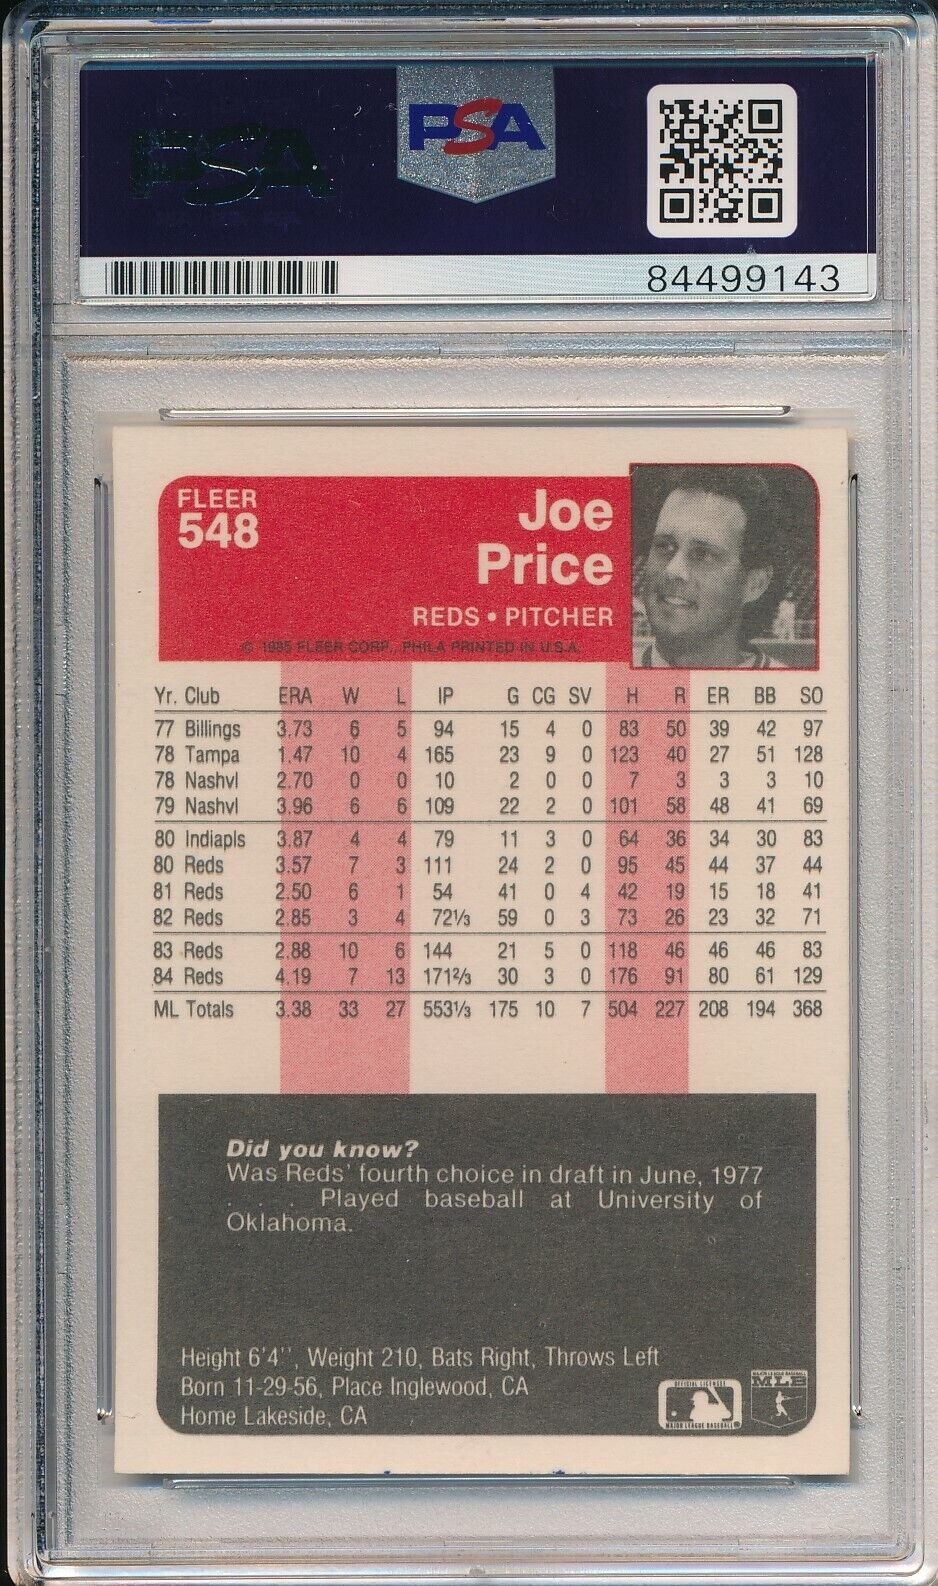 PSA
PSA
84499143
FLEER
548
Joe
Price
REDS • PITCHER
© 1985 FLEER CORP., PHILA PRINTED IN U.S.A.
Yr. Club ERA W L IP G CG SV H R ER BB SO
77 Billings 3.73 6 5 94 15 4 0 83 50 39 42 97
78 Tampa 1.47 10 4 165 23 9 0 123 40 27 51 128
78 Nashvl 2.70 0 0 10 2 0 0 7 3 3 3 10
79 Nashvl 3.96 6 6 109 22 2 0 101 58 48 41 69
80 Indiapls 3.87 4 4 79 11 3 0 64 36 34 30 83
80 Reds 3.57 7 3 111 24 2 0 95 45 44 37 44
81 Reds 2.50 6 1 54 41 0 4 42 19 15 18 41
82 Reds 2.85 3 4 72⅓ 59 0 3 73 26 23 32 71
83 Reds 2.88 10 6 144 21 5 0 118 46 46 46 83
84 Reds 4.19 7 13 171⅔ 30 3 0 176 91 80 61 129
ML Totals 3.38 33 27 553⅓ 175 10 7 504 227 208 194 368
Did you know?
Was Reds' fourth choice in draft in June, 1977
. . . Played baseball at University of
Oklahoma.
Height 6'4'', Weight 210, Bats Right, Throws Left
Born 11-29-56, Place Inglewood, CA
Home Lakeside, CA
OFFICIAL LICENSEE
MAJOR LEAGUE BASEBALL
MAJOR LEAGUE BASEBALL
MLB